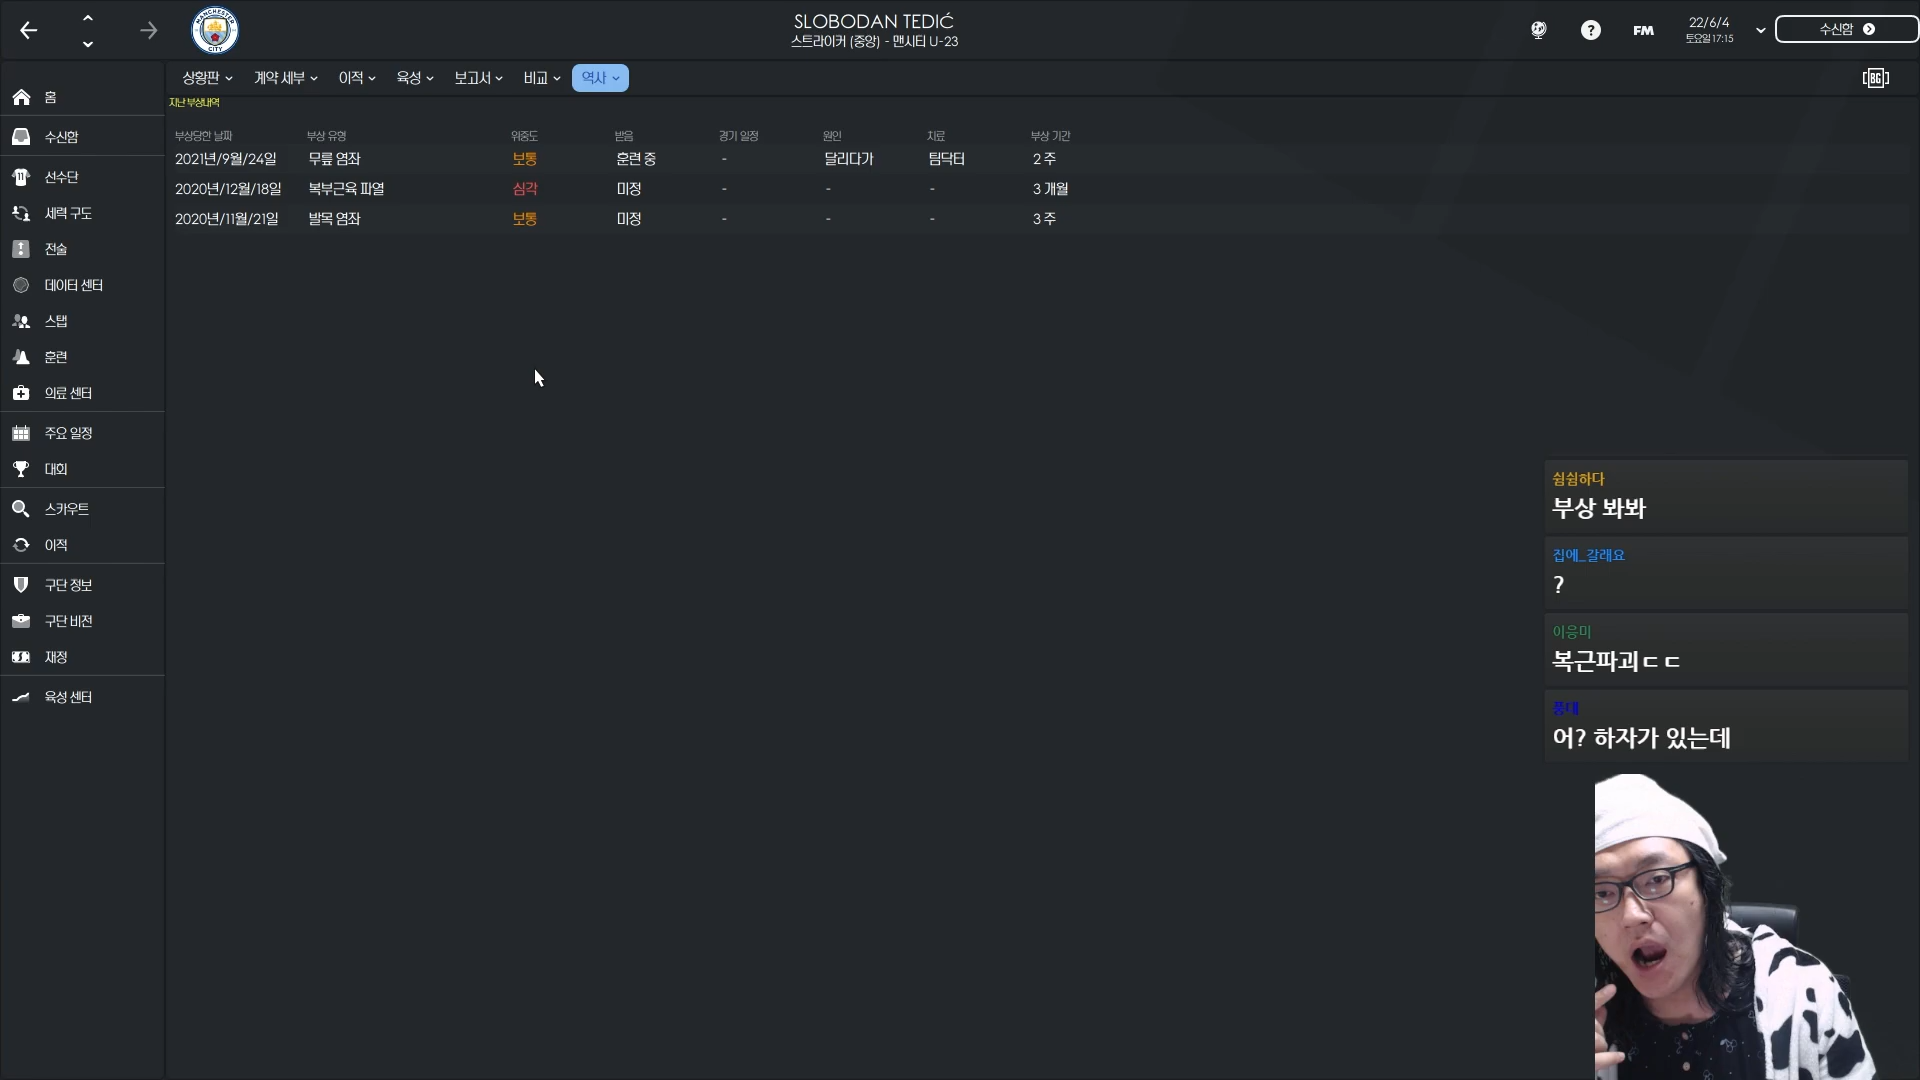 MANCHESTER CITY
SLOBODAN TEDIĆ
스트라이커 (중앙) - 맨시티 U-23
?
FM
22/6/4
토요일 17:15
수신함
상황판
계약 세부
이적
육성
보고서
비교
역사
[BG]
지난 부상내역
홈
수신함
선수단
세력 구도
전술
데이터 센터
스탭
훈련
의료 센터
주요 일정
대회
스카우트
이적
구단 정보
구단 비전
재정
육성 센터
부상당한 날짜 부상 유형 위중도 받음 경기 일정 원인 치료 부상 기간
2021년/9월/24일 무릎 염좌 보통 훈련 중 - 달리다가 팀닥터 2 주
2020년/12월/18일 복부근육 파열 심각 미정 - - - 3 개월
2020년/11월/21일 발목 염좌 보통 미정 - - - 3 주
쉽쉽하다
부상 봐봐
집에_갈래요
?
이응미
복근파괴ㄷㄷ
퐁대
어? 하자가 있는데